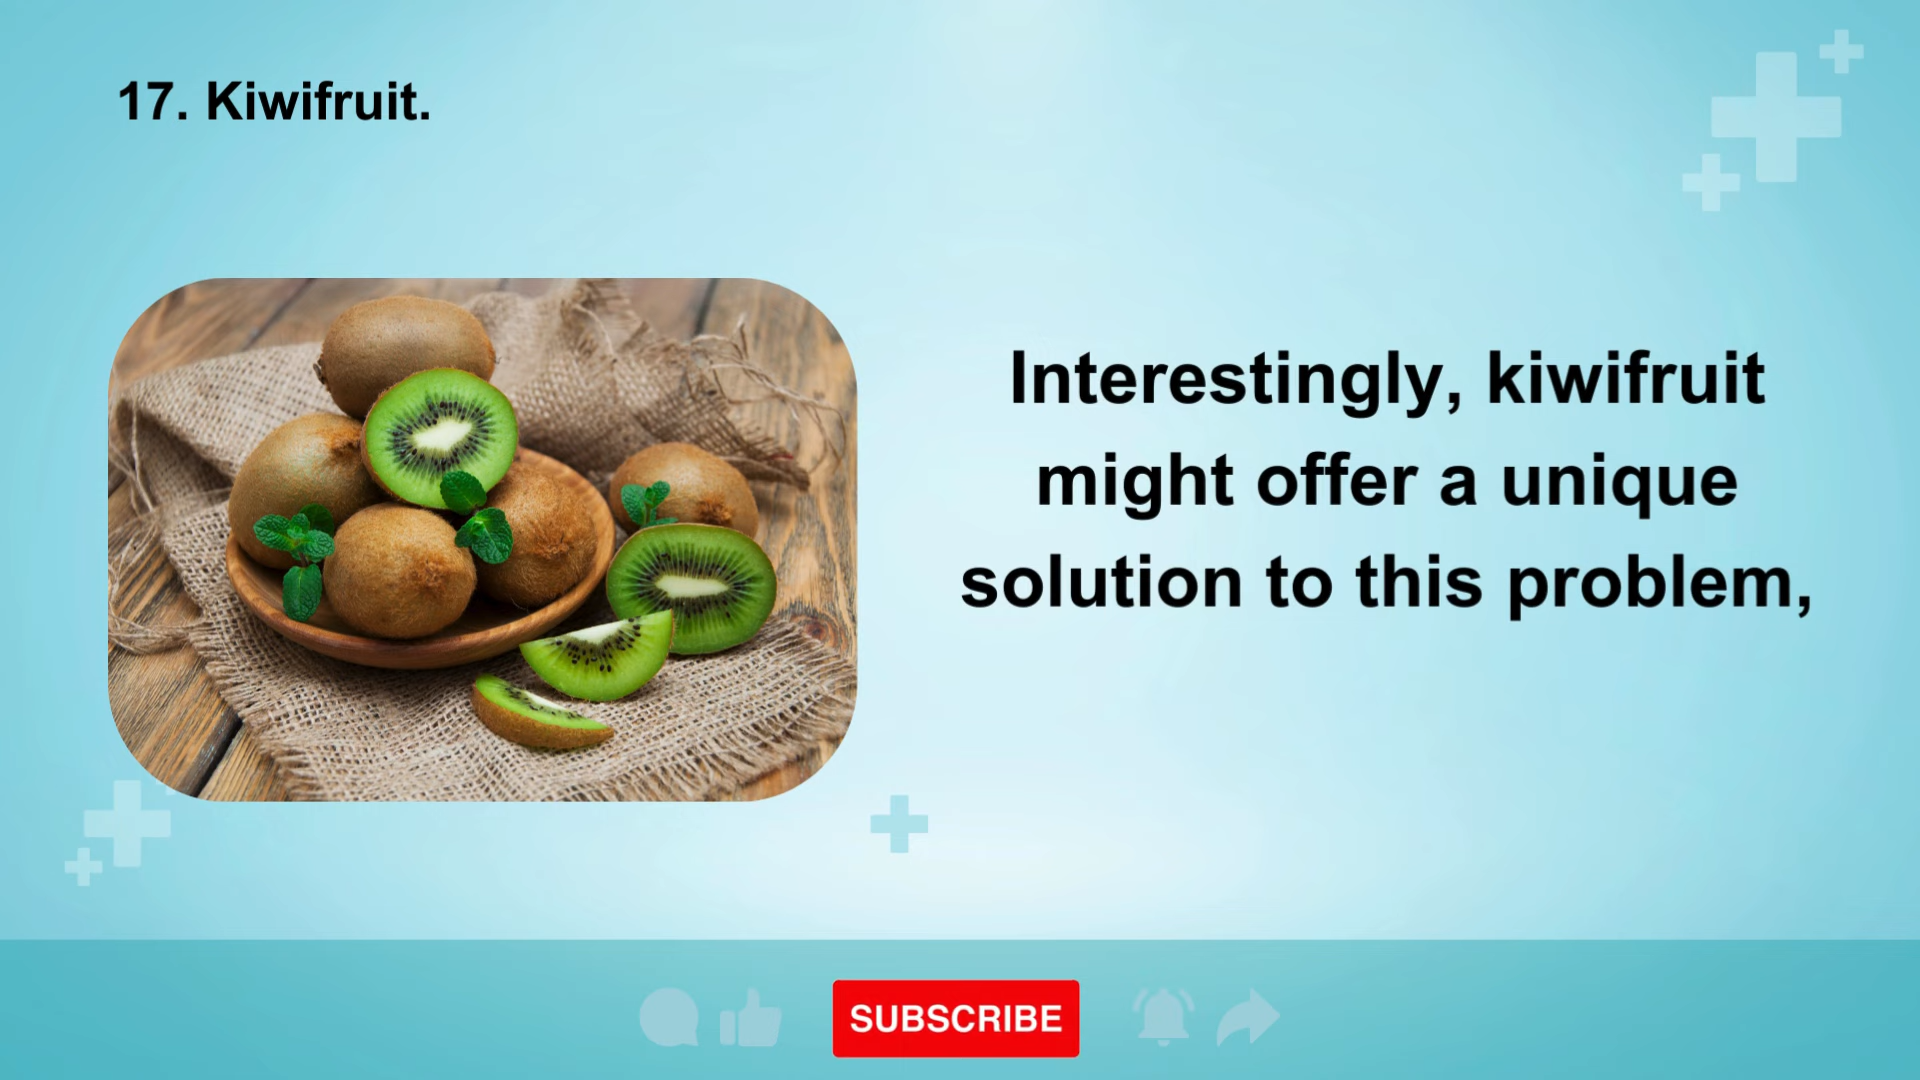 17. Kiwifruit.
Interestingly, kiwifruit
might offer a unique
solution to this problem,
SUBSCRIBE